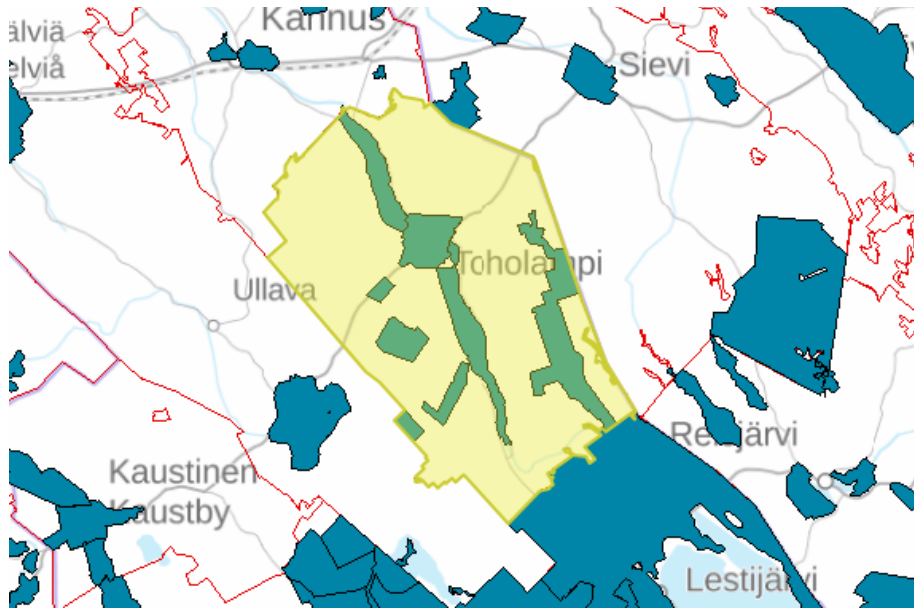 Kannus
älviä
elviå
Sievi
Toholampi
Ullava
Reisjärvi
Kaustinen
Kaustby
Lestijärvi